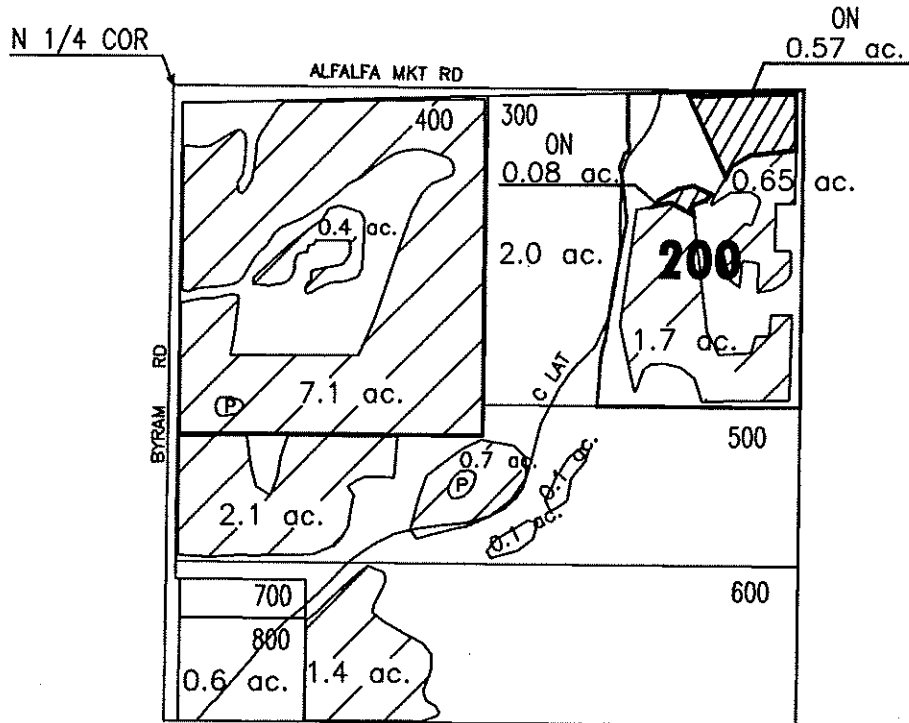 ON
0.57 ac.
N 1/4 COR
ALFALFA MKT RD
400
300
ON
0.08 ac.
0.65 ac.
0.4 ac.
2.0 ac.
200
1.7 ac.
BYRAM RD
7.1 ac.
P
C LAT
500
0.7 ac.
P
0.1 ac.
2.1 ac.
0.1 ac.
700
600
800
0.6 ac.
1.4 ac.